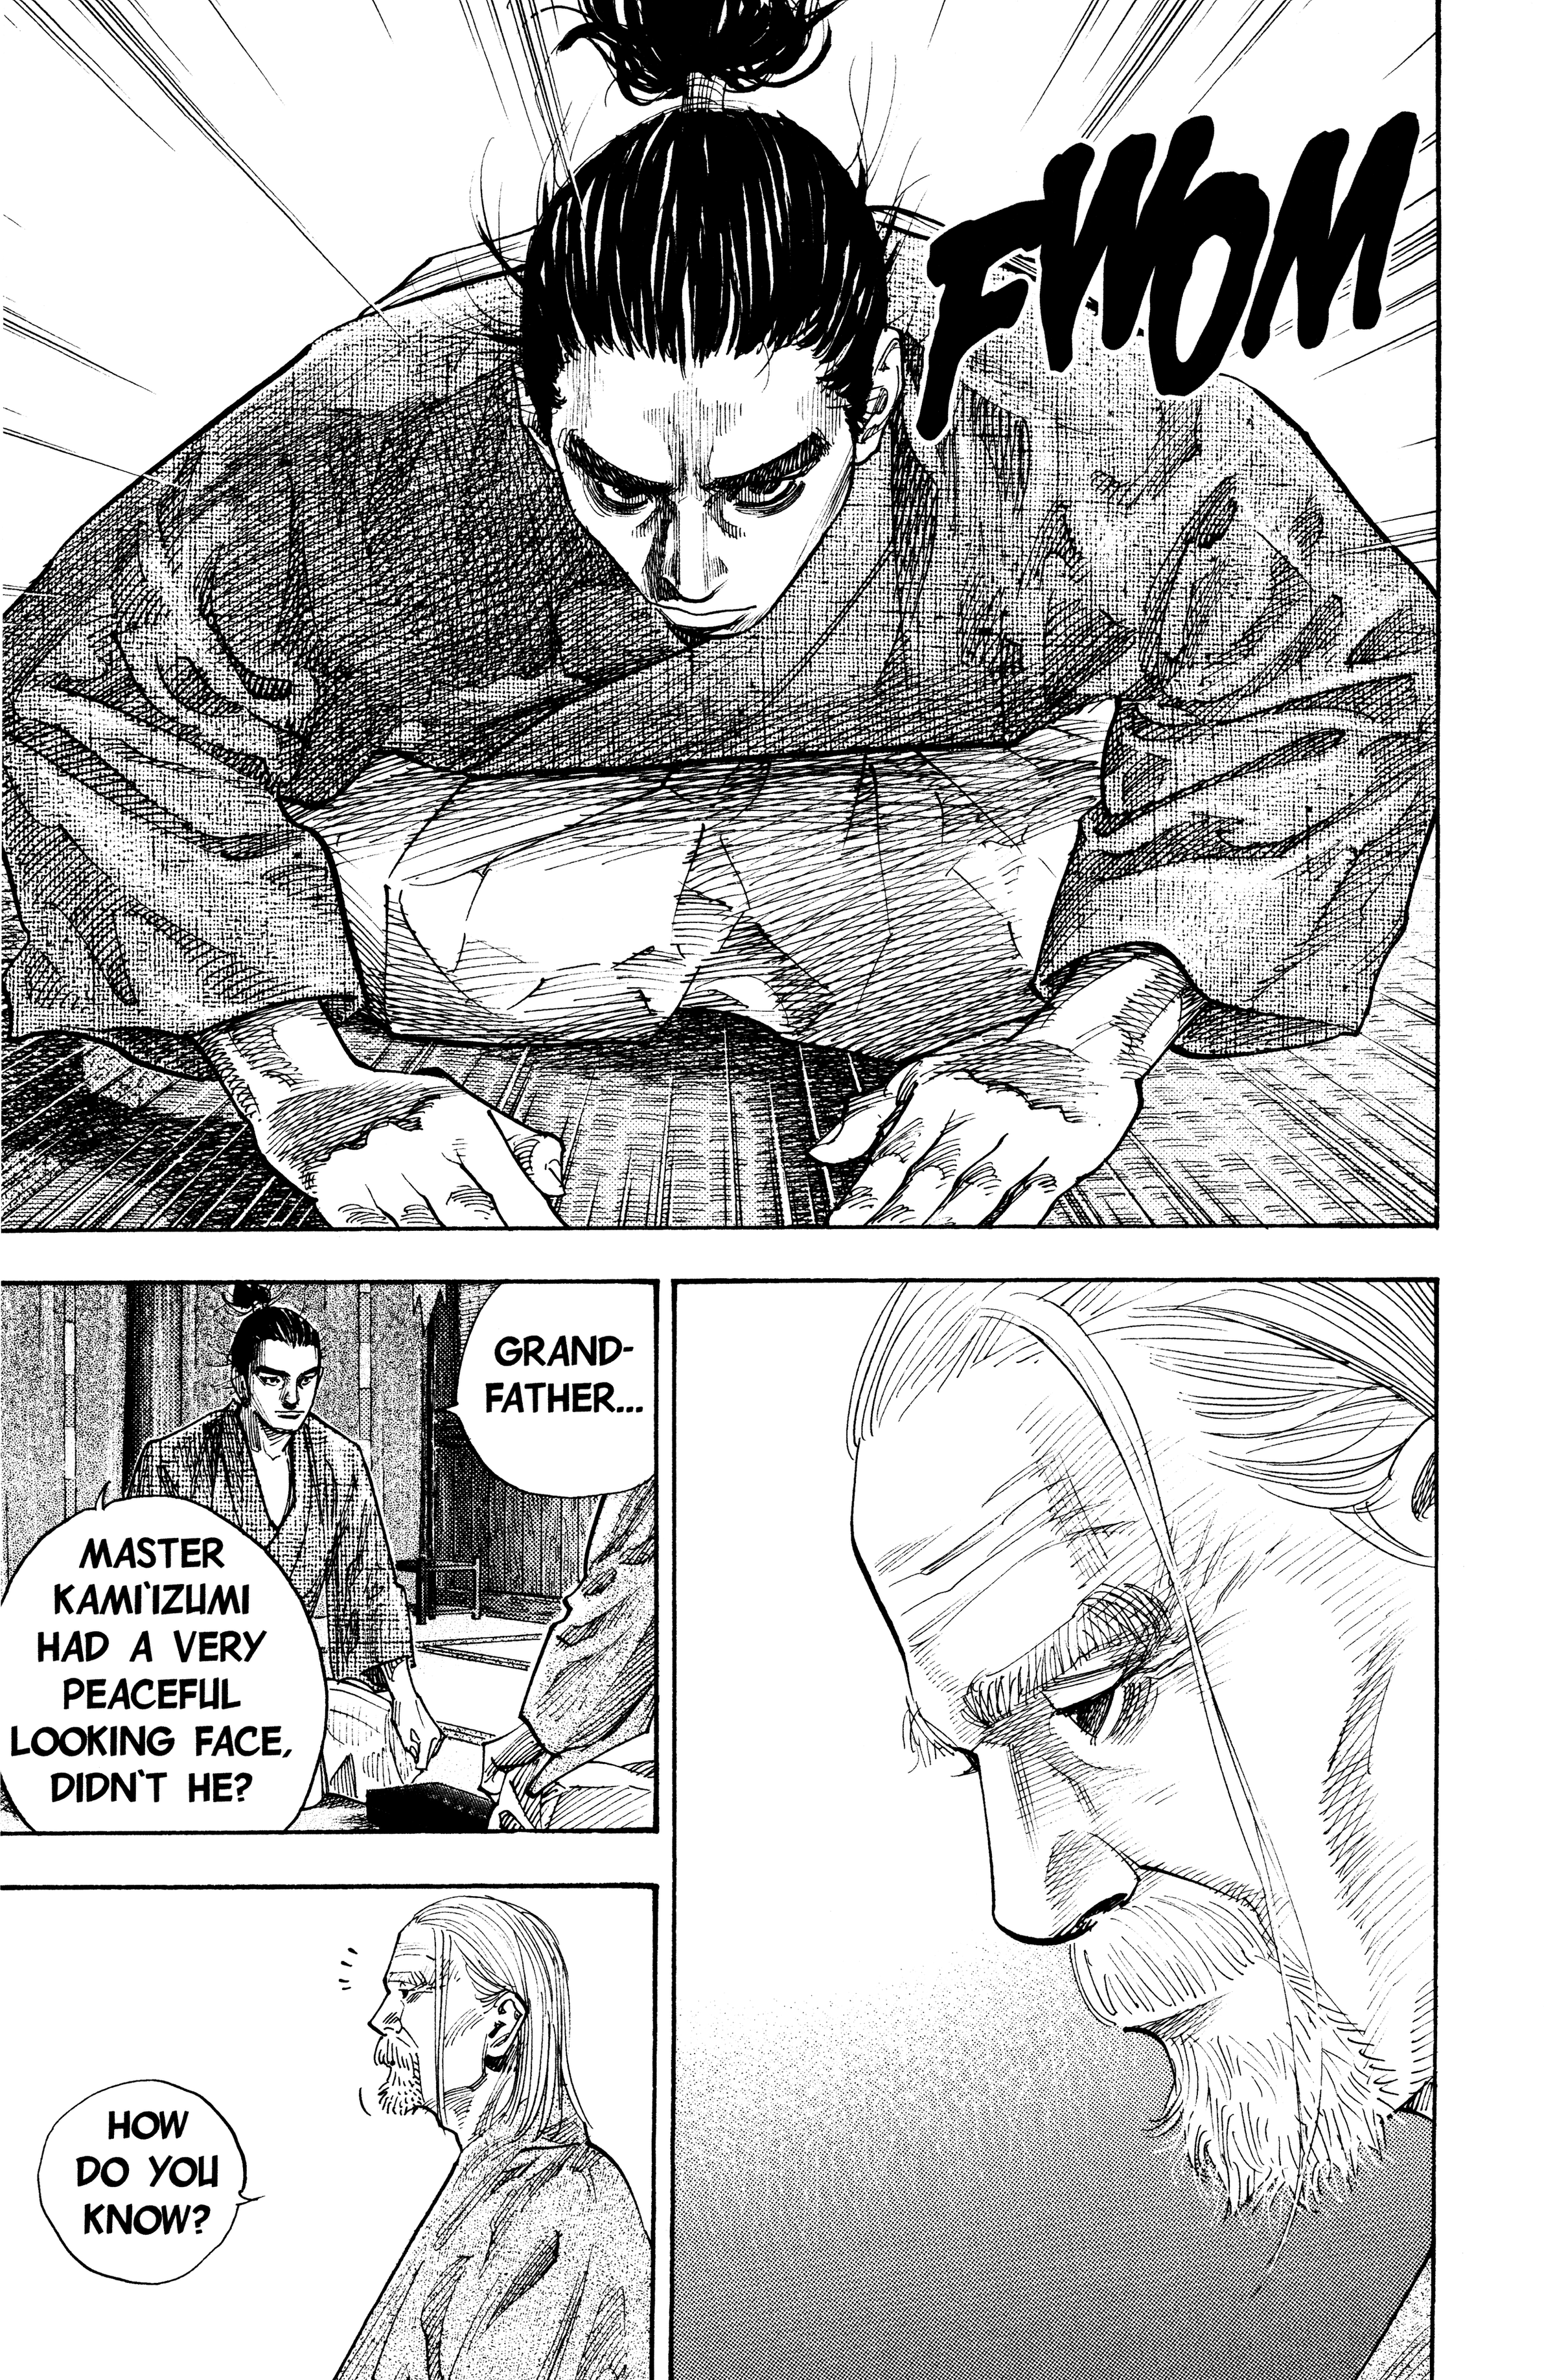 FWOM
GRAND-
FATHER...
MASTER
KAMI'IZUMI
HAD A VERY
PEACEFUL
LOOKING FACE,
DIDN'T HE?
HOW
DO YOU
KNOW?